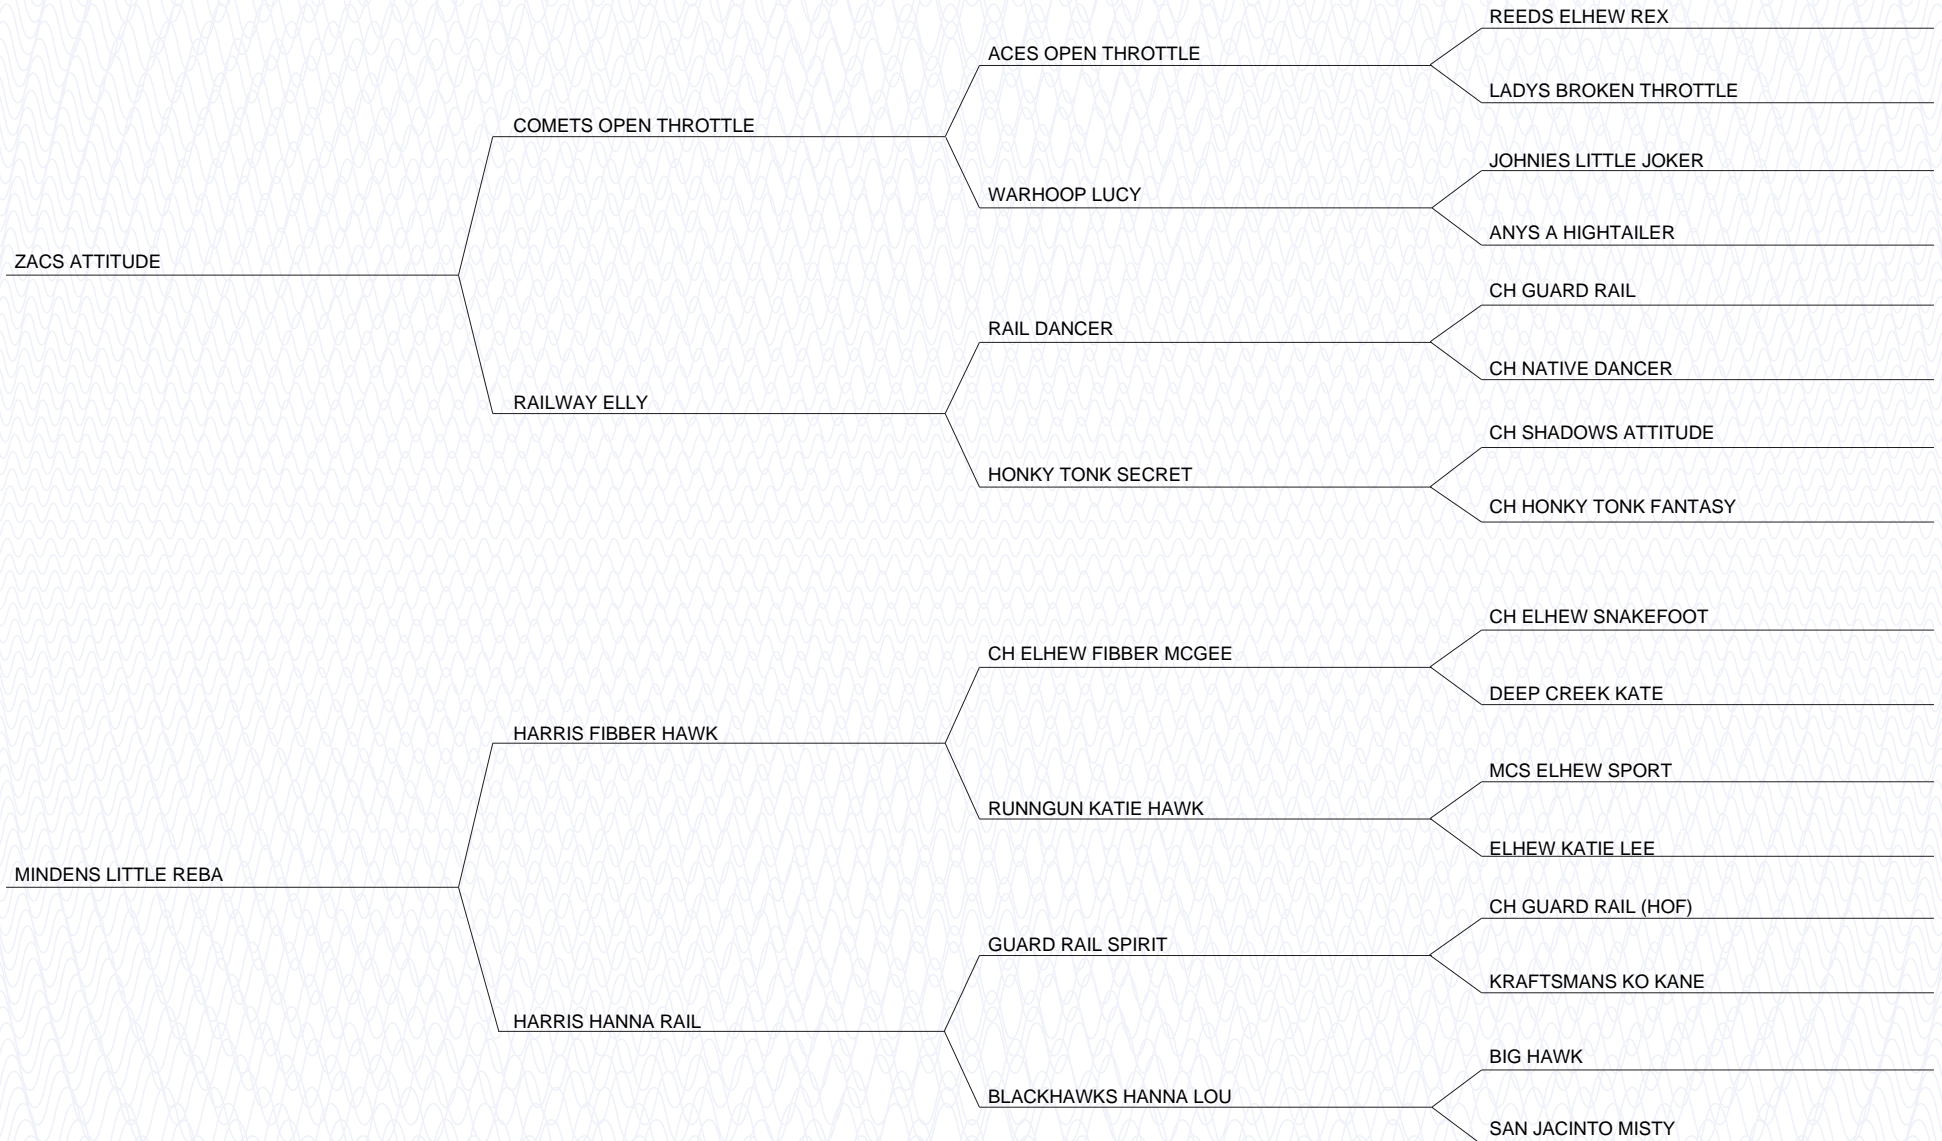 REEDS ELHEW REX
ACES OPEN THROTTLE
LADYS BROKEN THROTTLE
COMETS OPEN THROTTLE
JOHNIES LITTLE JOKER
WARHOOP LUCY
ANYS A HIGHTAILER
ZACS ATTITUDE
CH GUARD RAIL
RAIL DANCER
CH NATIVE DANCER
RAILWAY ELLY
CH SHADOWS ATTITUDE
HONKY TONK SECRET
CH HONKY TONK FANTASY
CH ELHEW SNAKEFOOT
CH ELHEW FIBBER MCGEE
DEEP CREEK KATE
HARRIS FIBBER HAWK
MCS ELHEW SPORT
RUNNGUN KATIE HAWK
ELHEW KATIE LEE
MINDENS LITTLE REBA
CH GUARD RAIL (HOF)
GUARD RAIL SPIRIT
KRAFTSMANS KO KANE
HARRIS HANNA RAIL
BIG HAWK
BLACKHAWKS HANNA LOU
SAN JACINTO MISTY